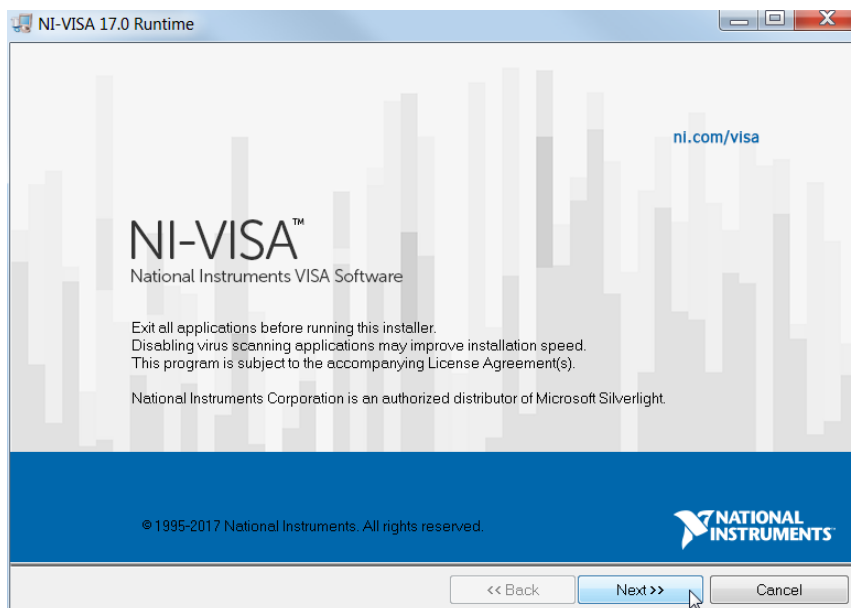 NI-VISA 17.0 Runtime
ni.com/visa
NI-VISA™
National Instruments VISA Software
Exit all applications before running this installer.
Disabling virus scanning applications may improve installation speed.
This program is subject to the accompanying License Agreement(s).
National Instruments Corporation is an authorized distributor of Microsoft Silverlight.
© 1995-2017 National Instruments. All rights reserved.
NATIONAL
INSTRUMENTS™
<< Back Next >> Cancel